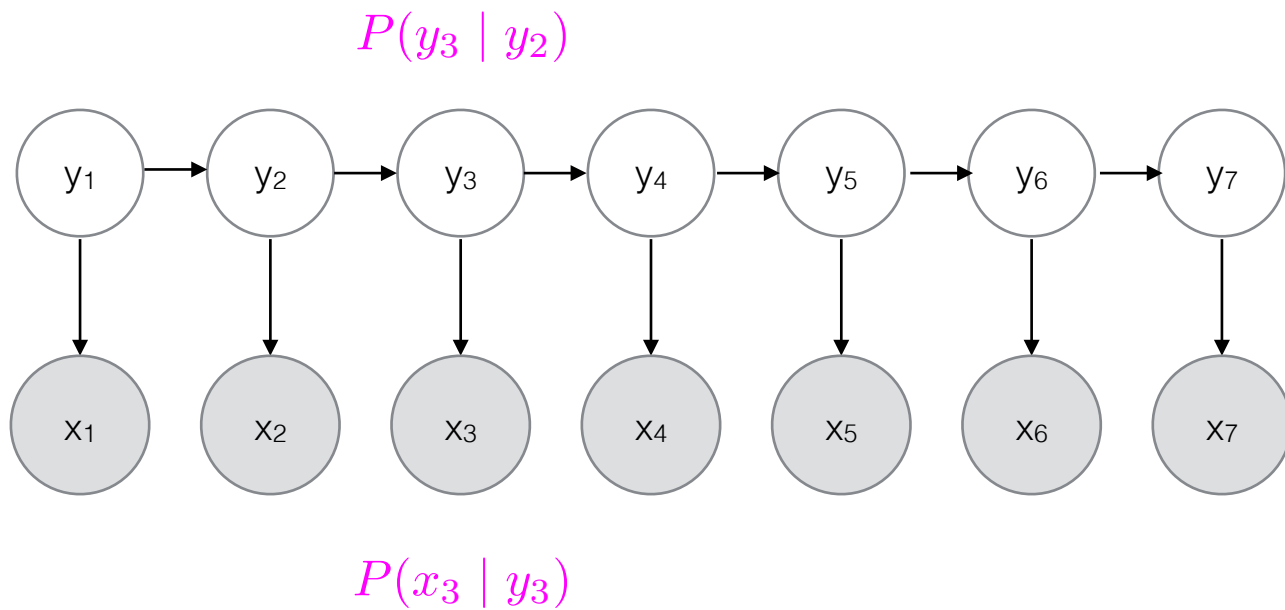 P(y₃ | y₂)
y₁ y₂ y₃ y₄ y₅ y₆ y₇
x₁ x₂ x₃ x₄ x₅ x₆ x₇
P(x₃ | y₃)